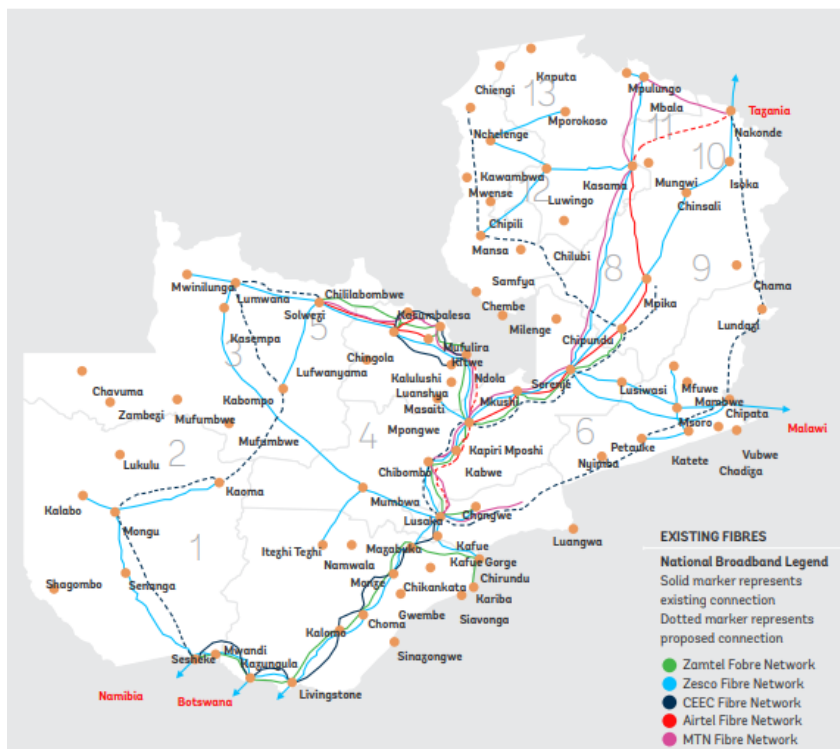 Kaputa
Chiengi
Mpulungo
13
Mbala
Mporokoso
Tazania
Nchelenge
11
Nakonde
10
Kawambwa
Kasama
Mungwi
Isoka
Mwense
12
Luwingo
Chinsali
Chipili
Mansa
Chilubi
8
9
Samfya
Chama
Mwinilunga
Lumwana
Chililabombwe
Chembe
Mpika
Solwezi
5
Kasumbalesa
Milenge
Lundazi
Kasempa
3
Mufulira
Chipundu
Chingola
Kitwe
Lufwanyama
Kalulushi
Ndola
Serenje
Chavuma
Kabompo
Luanshya
Mkushi
Lusiwasi
Mfuwe
Zambezi
Masaiti
Mambwe
Mufumbwe
Chipata
Mpongwe
Msoro
Malawi
4
6
Mufumbwe
Kapiri Mposhi
Petauke
2
Kabwe
Katete
Vubwe
Lukulu
Chibombo
Nyimba
Chadiza
Kaoma
Mumbwa
Kalabo
Lusaka
Chongwe
Mongu
Luangwa
1
Itezhi Tezhi
Mazabuka
Kafue
Namwala
Kafue Gorge
Shagombo
Senanga
Monze
Chikankata
Chirundu
Kariba
Gwembe
Siavonga
Choma
Kalomo
Mwandi
Sinazongwe
Sesheke
Kazungula
Namibia
Botswana
Livingstone
EXISTING FIBRES
National Broadband Legend
Solid marker represents
existing connection
Dotted marker represents
proposed connection
Zamtel Fobre Network
Zesco Fibre Network
CEEC Fibre Network
Airtel Fibre Network
MTN Fibre Network